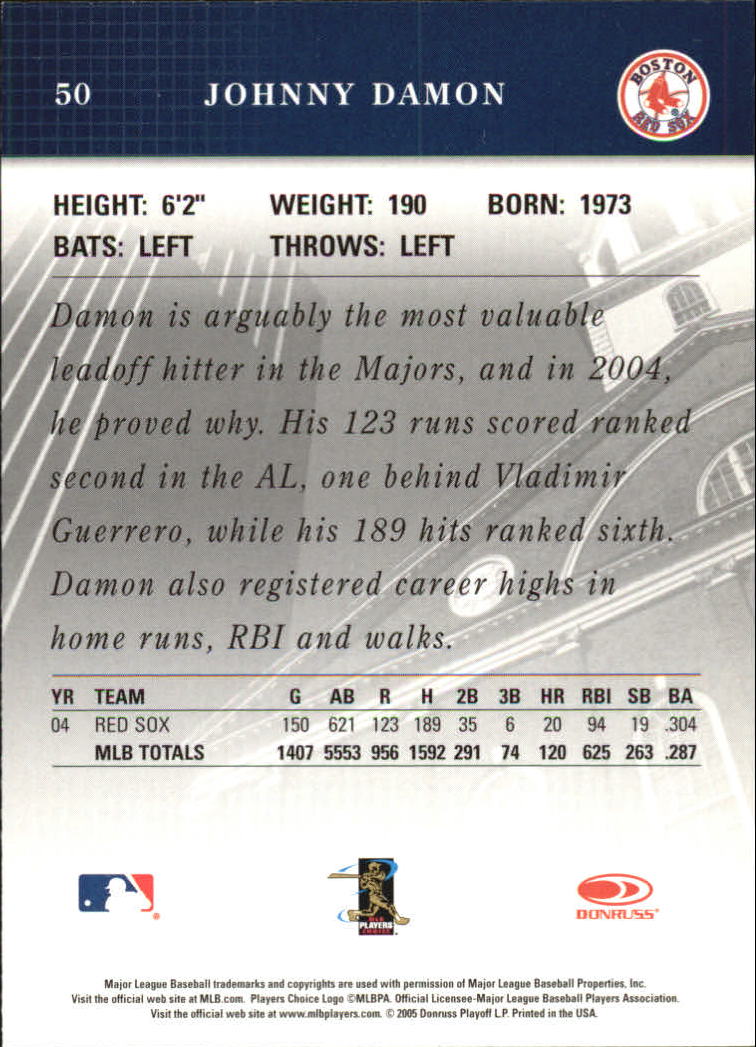 50 JOHNNY DAMON
BOSTON
RED SOX
HEIGHT: 6'2" WEIGHT: 190 BORN: 1973
BATS: LEFT THROWS: LEFT
Damon is arguably the most valuable
leadoff hitter in the Majors, and in 2004,
he proved why. His 123 runs scored ranked
second in the AL, one behind Vladimir
Guerrero, while his 189 hits ranked sixth.
Damon also registered career highs in
home runs, RBI and walks.
YR TEAM G AB R H 2B 3B HR RBI SB BA
04 RED SOX 150 621 123 189 35 6 20 94 19 .304
MLB TOTALS 1407 5553 956 1592 291 74 120 625 263 .287
MLB
PLAYERS
CHOICE
DONRUSS®
Major League Baseball trademarks and copyrights are used with permission of Major League Baseball Properties, Inc.
Visit the official web site at MLB.com. Players Choice Logo ©MLBPA. Official Licensee-Major League Baseball Players Association.
Visit the official web site at www.mlbplayers.com. © 2005 Donruss Playoff L.P. Printed in the USA.